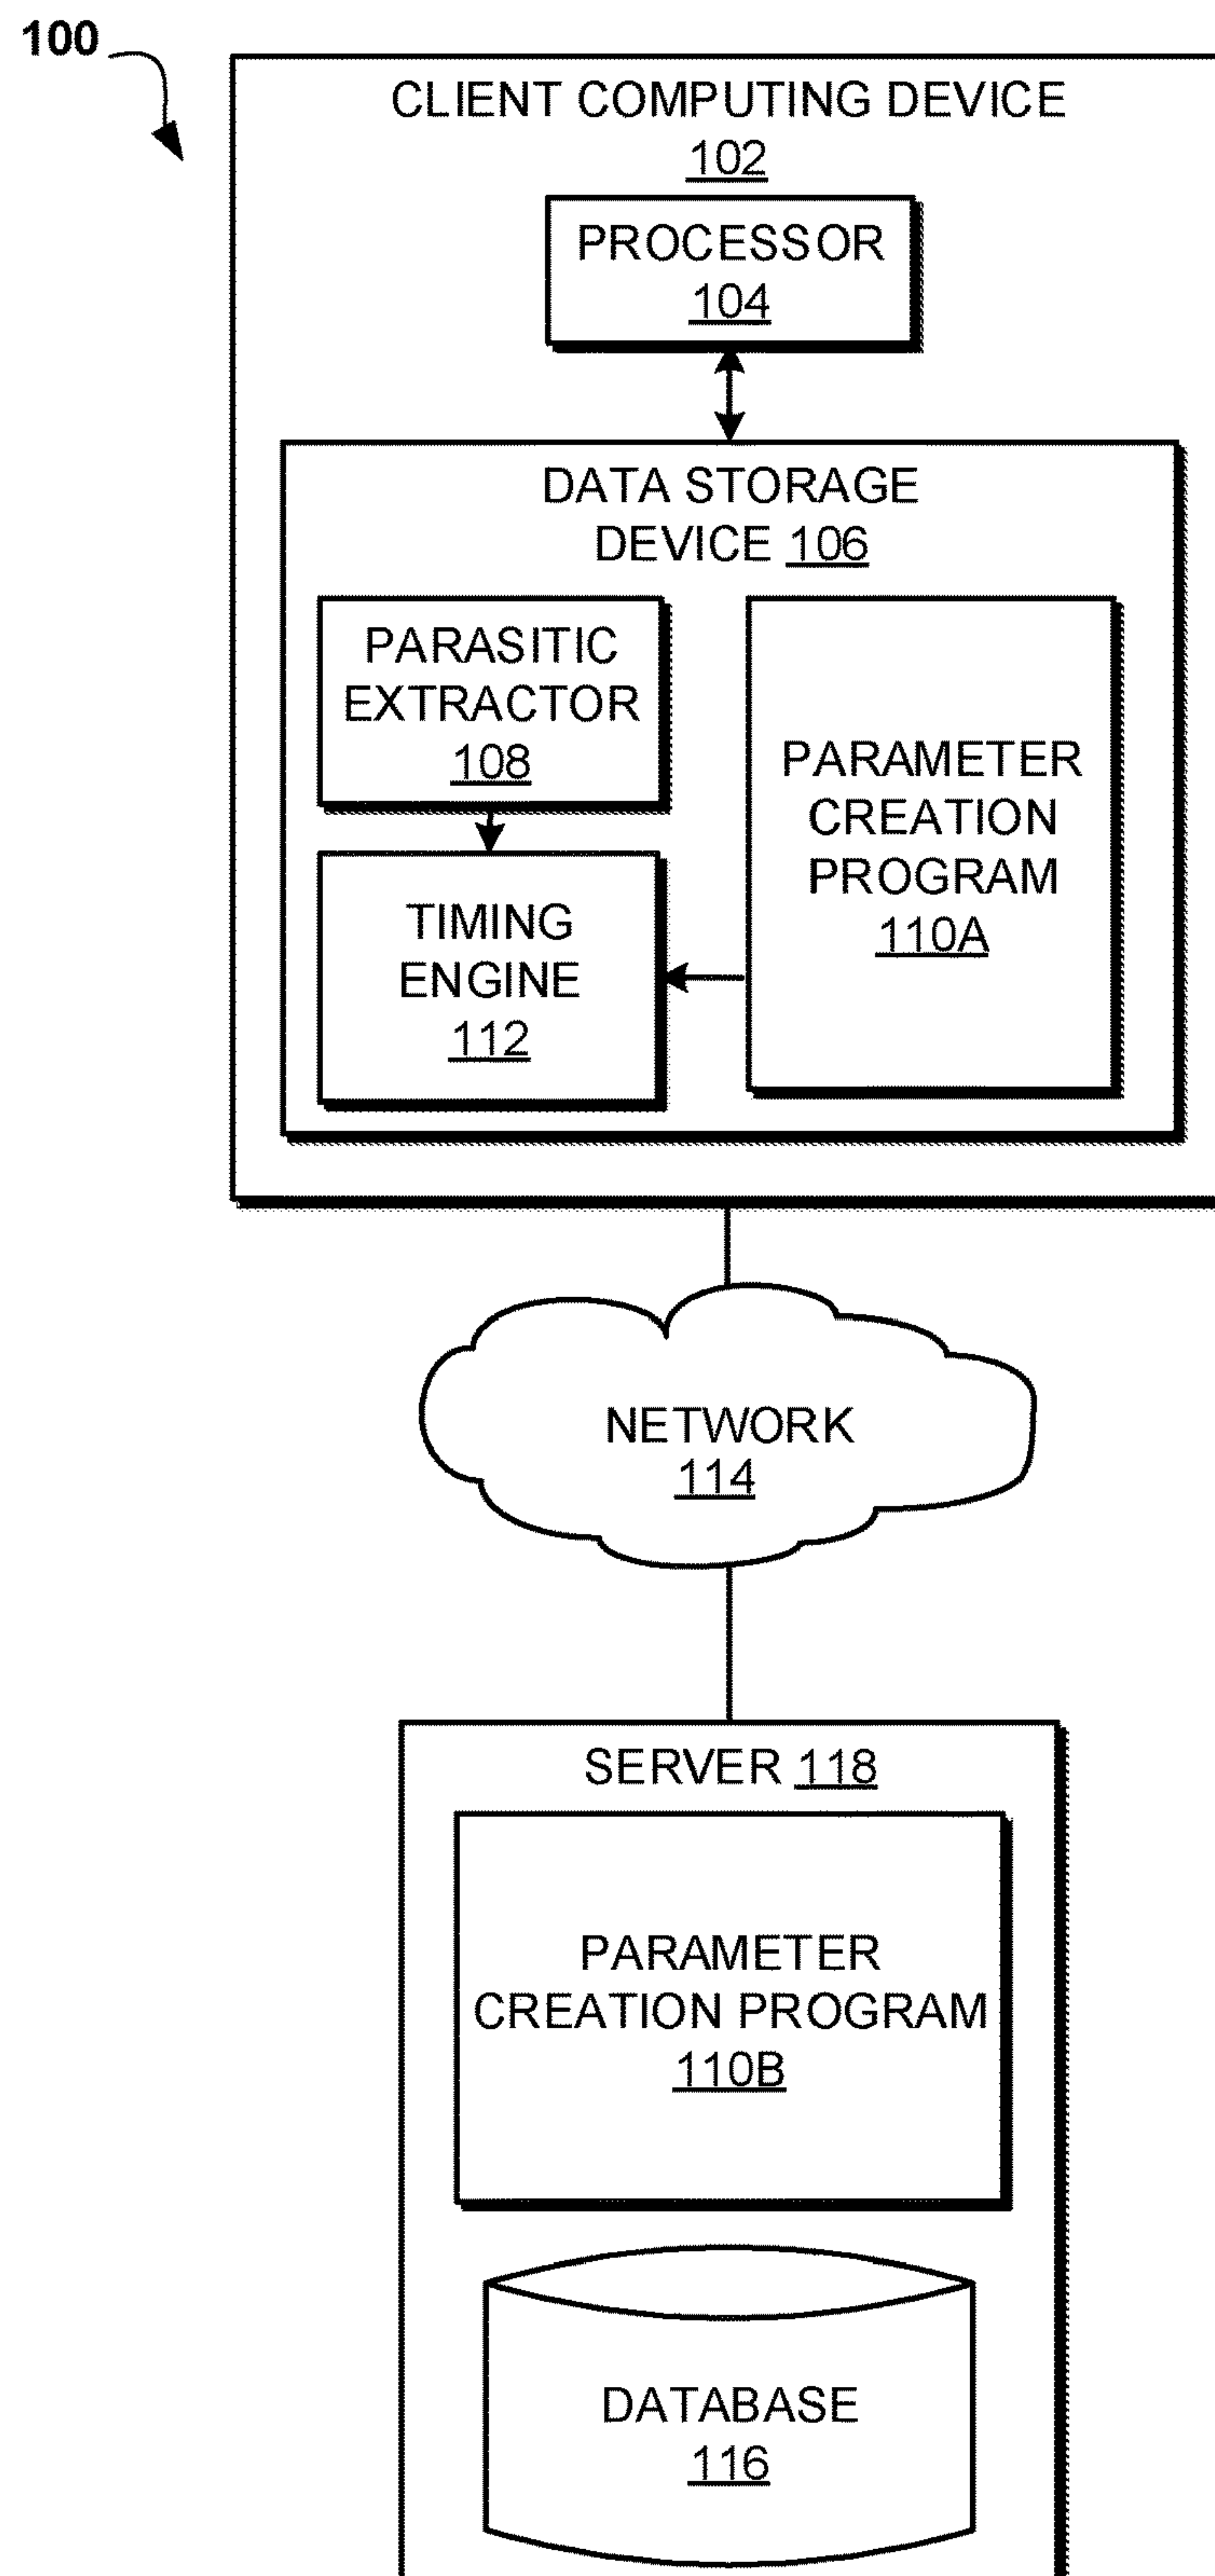 100
CLIENT COMPUTING DEVICE
102
PROCESSOR
104
DATA STORAGE
DEVICE 106
PARASITIC
EXTRACTOR
108
PARAMETER
CREATION
PROGRAM
110A
TIMING
ENGINE
112
NETWORK
114
SERVER 118
PARAMETER
CREATION PROGRAM
110B
DATABASE
116